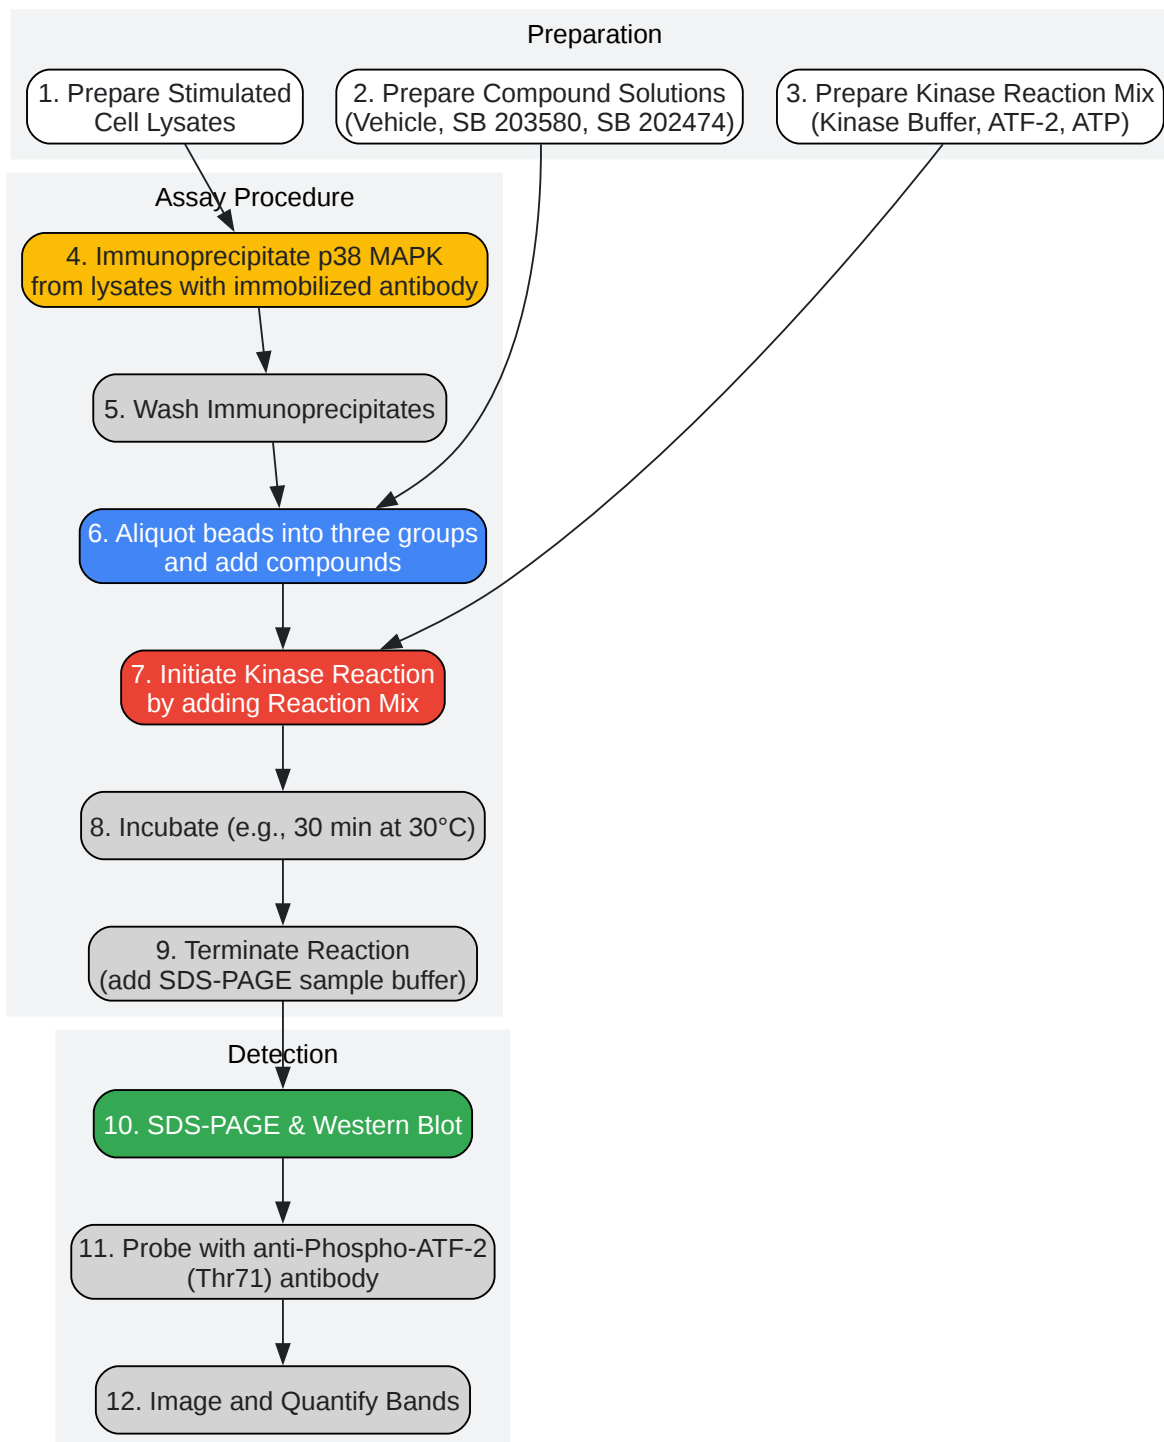 Preparation
1. Prepare Stimulated
Cell Lysates
2. Prepare Compound Solutions
(Vehicle, SB 203580, SB 202474)
3. Prepare Kinase Reaction Mix
(Kinase Buffer, ATF-2, ATP)
Assay Procedure
4. Immunoprecipitate p38 MAPK
from lysates with immobilized antibody
5. Wash Immunoprecipitates
6. Aliquot beads into three groups
and add compounds
7. Initiate Kinase Reaction
by adding Reaction Mix
8. Incubate (e.g., 30 min at 30°C)
9. Terminate Reaction
(add SDS-PAGE sample buffer)
Detection
10. SDS-PAGE & Western Blot
11. Probe with anti-Phospho-ATF-2
(Thr71) antibody
12. Image and Quantify Bands